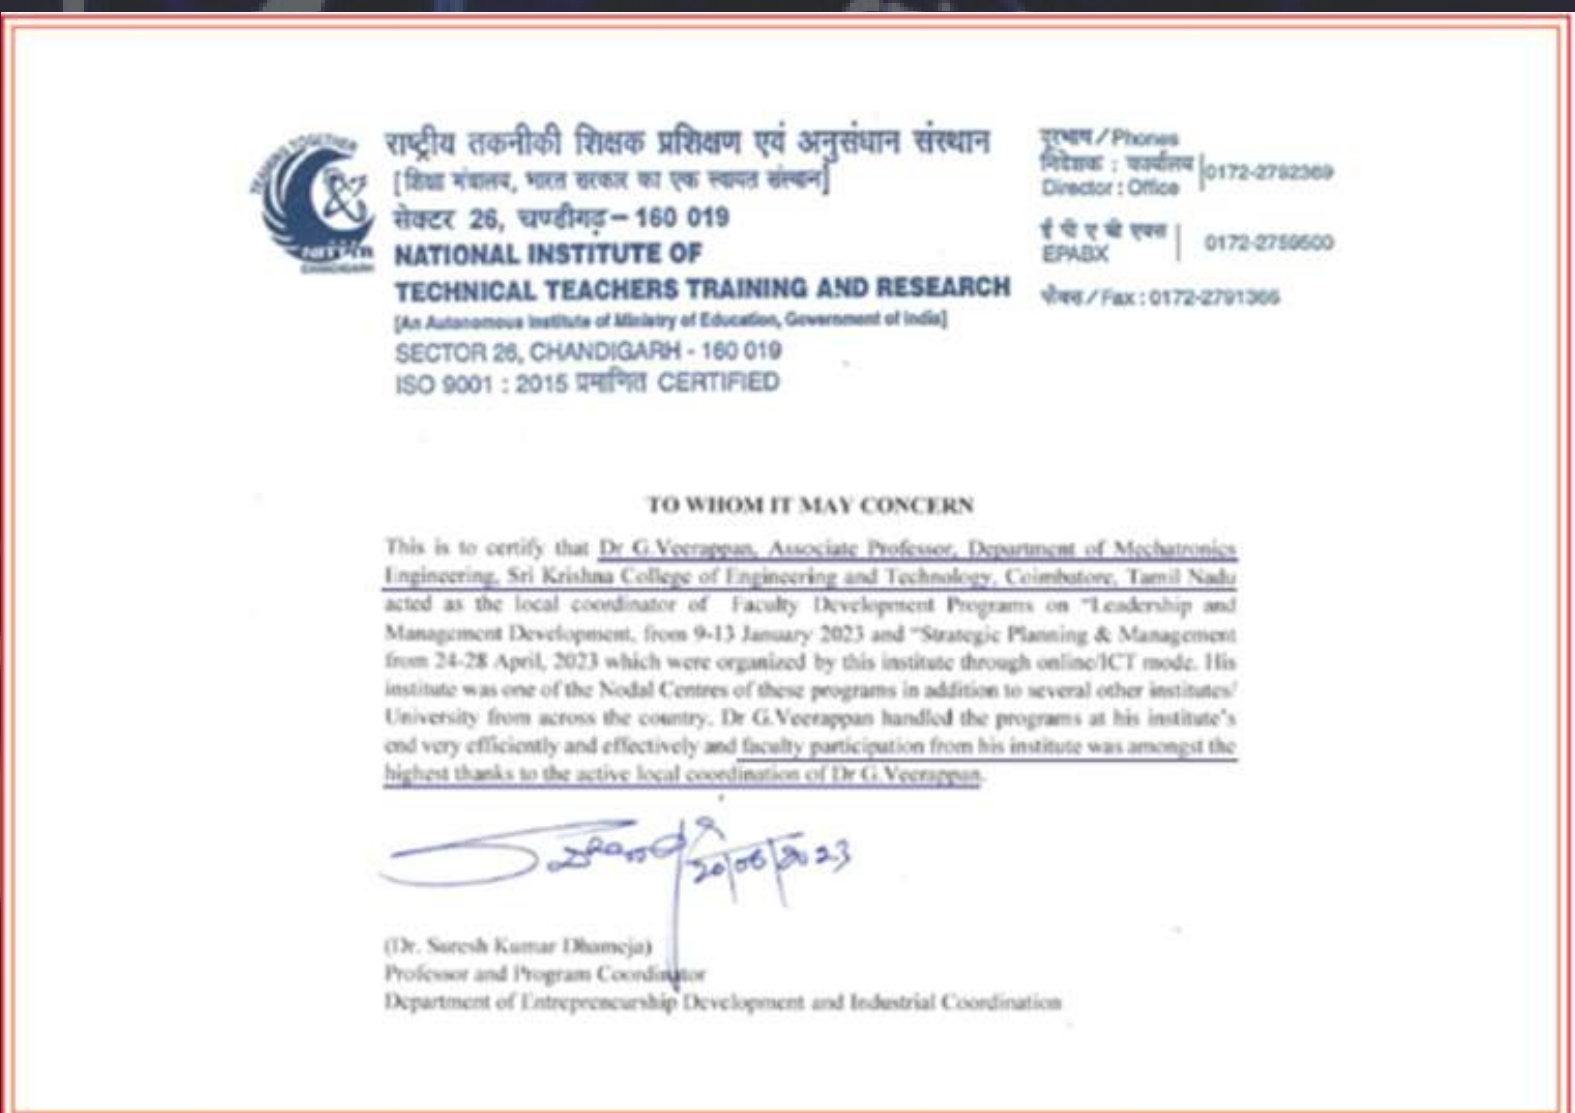 TRAINING TOGETHER
CHANDIGARH
राष्ट्रीय तकनीकी शिक्षक प्रशिक्षण एवं अनुसंधान संस्थान
[शिक्षा मंत्रालय, भारत सरकार का एक स्वायत संस्थान]
सेक्टर 26, चण्डीगढ़ – 160 019
NATIONAL INSTITUTE OF
TECHNICAL TEACHERS TRAINING AND RESEARCH
[An Autonomous Institute of Ministry of Education, Government of India]
SECTOR 26, CHANDIGARH - 160 019
ISO 9001 : 2015 प्रमाणित CERTIFIED
दूरभाष / Phones
निदेशक : कार्यालय
Director : Office
0172-2792369
ई पी ए बी एक्स
EPABX
0172-2759500
फैक्स / Fax : 0172-2791366
TO WHOM IT MAY CONCERN
This is to certify that Dr G.Veerappan, Associate Professor, Department of Mechatronics
Engineering, Sri Krishna College of Engineering and Technology, Coimbatore, Tamil Nadu
acted as the local coordinator of Faculty Development Programs on "Leadership and
Management Development, from 9-13 January 2023 and "Strategic Planning & Management
from 24-28 April, 2023 which were organized by this institute through online/ICT mode. His
institute was one of the Nodal Centres of these programs in addition to several other institutes/
University from across the country. Dr G.Veerappan handled the programs at his institute's
end very efficiently and effectively and faculty participation from his institute was amongst the
highest thanks to the active local coordination of Dr G.Veerappan.
20/06/2023
(Dr. Suresh Kumar Dhameja)
Professor and Program Coordinator
Department of Entrepreneurship Development and Industrial Coordination